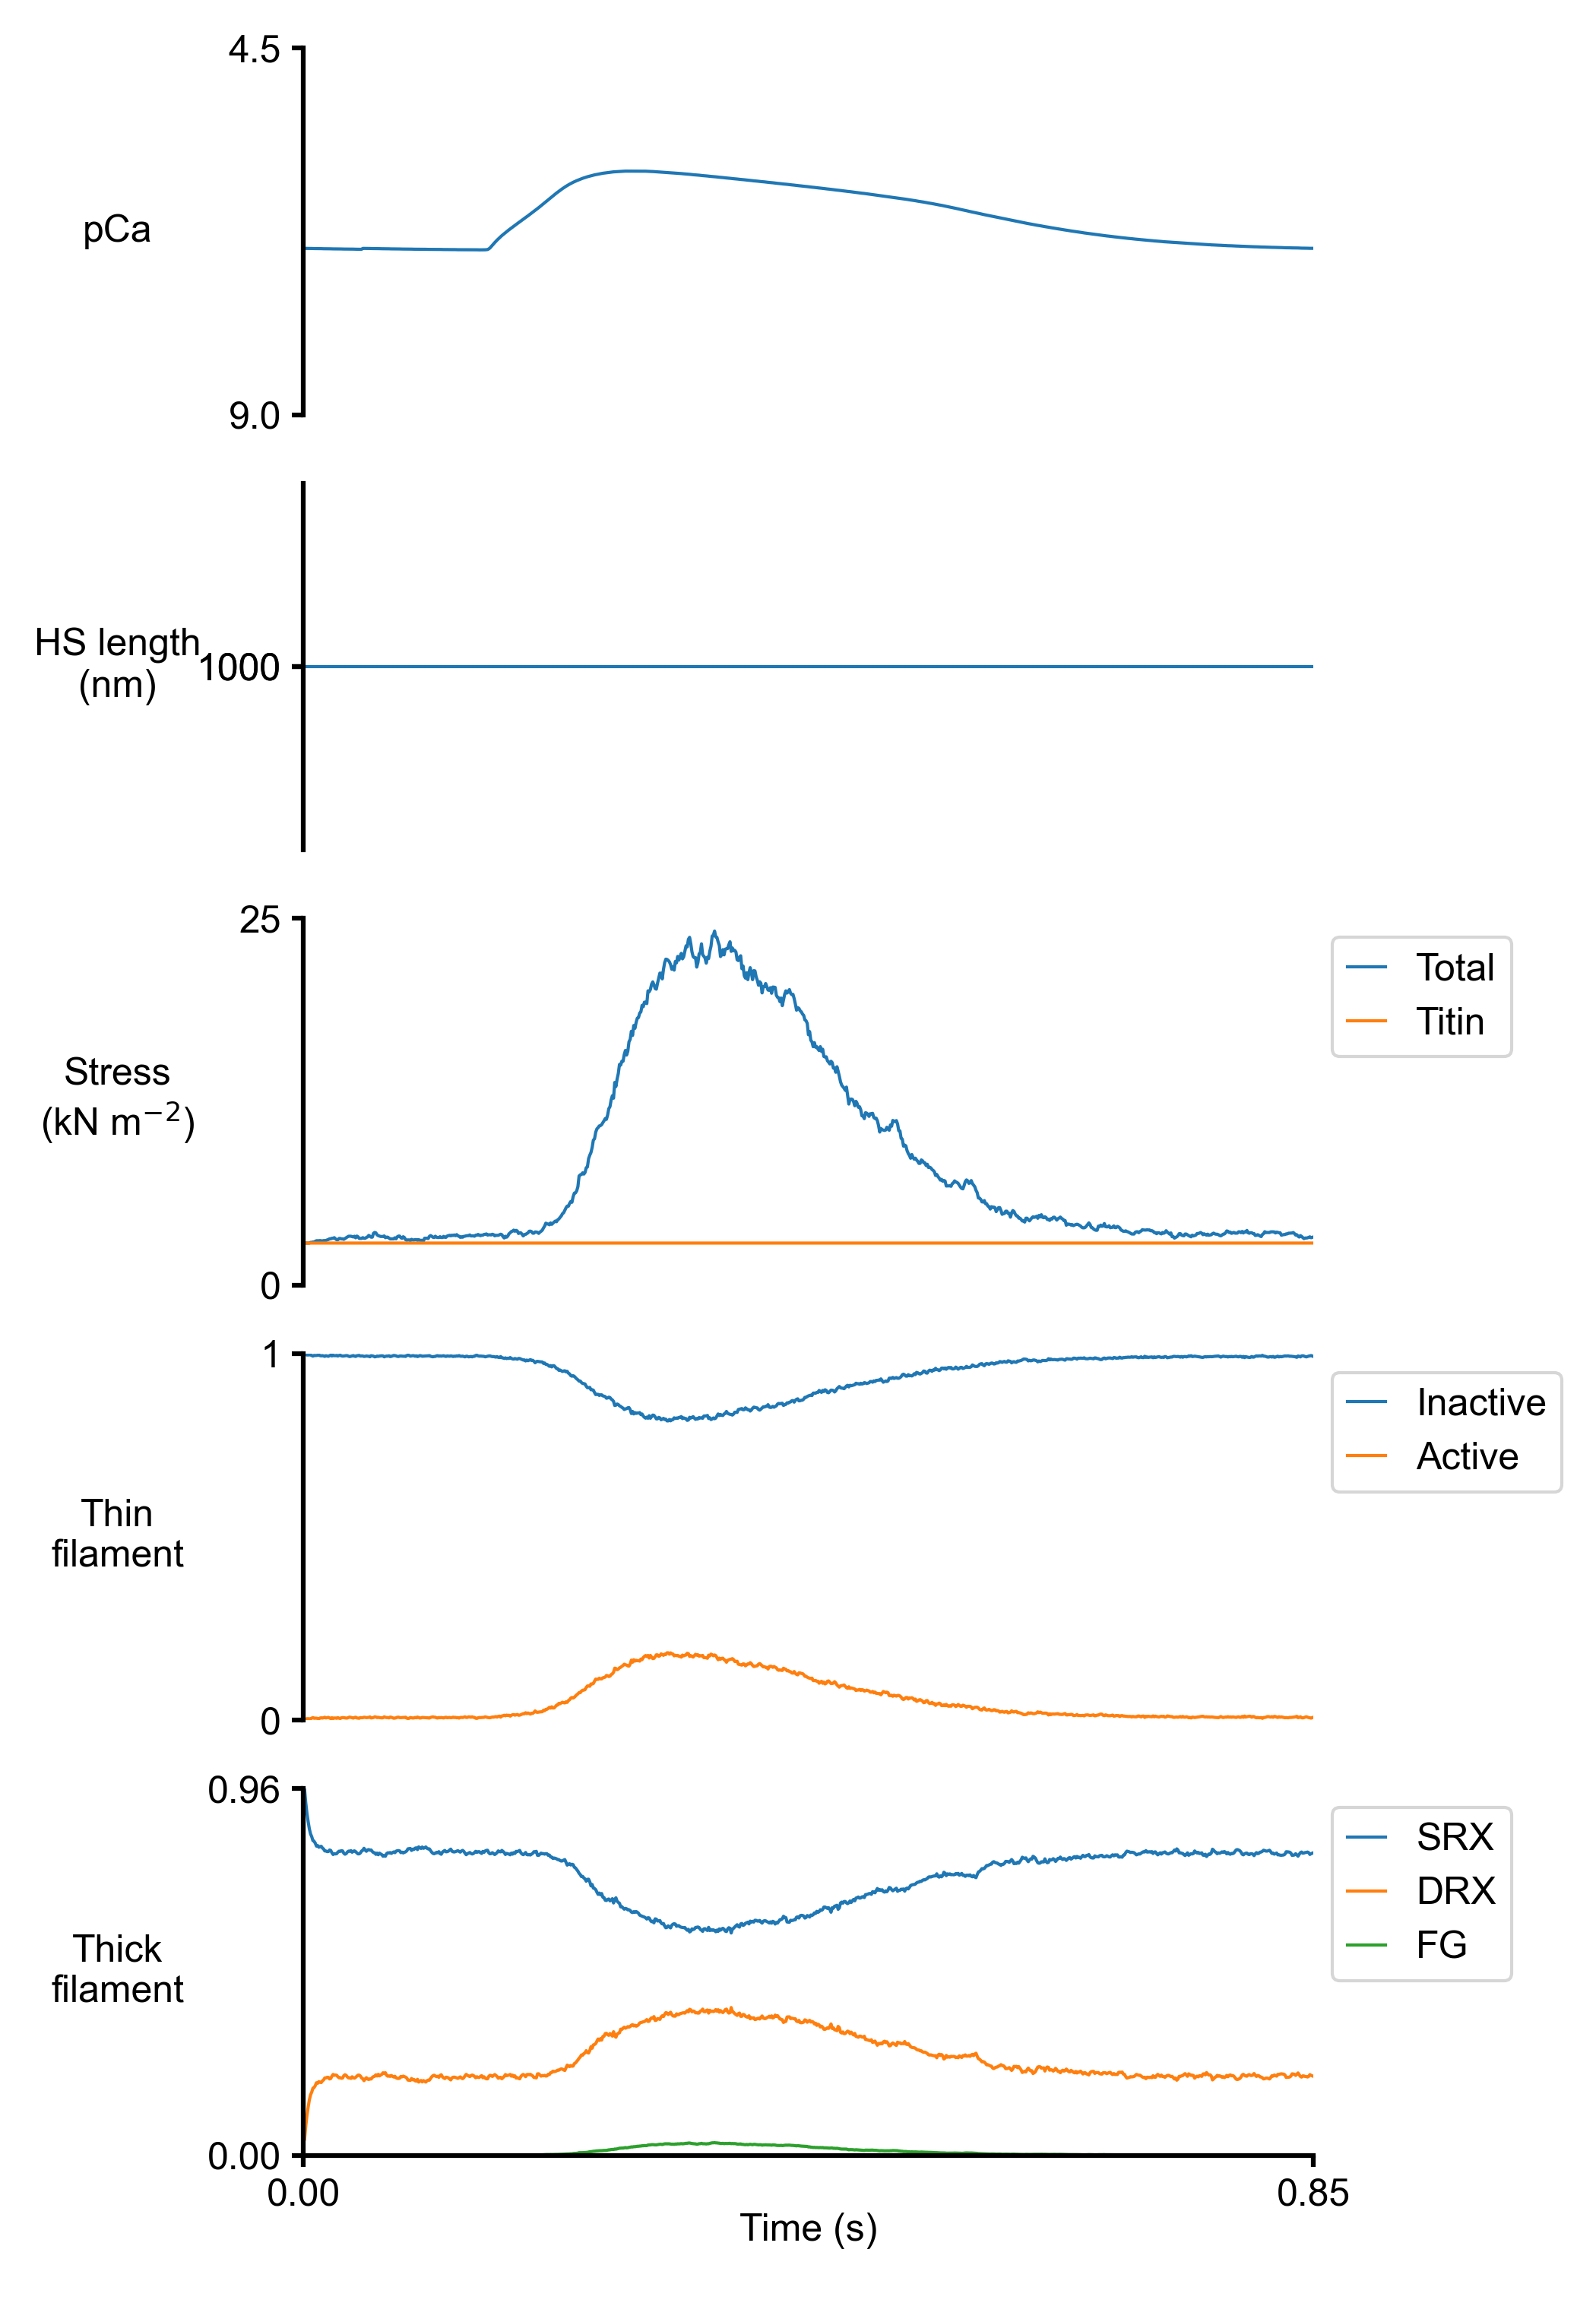 4.5
pCa
9.0
HS length
(nm)
1000
25
Stress
(kN m⁻²)
0
Total
Titin
1
Thin
filament
0
Inactive
Active
0.96
Thick
filament
0.00
SRX
DRX
FG
0.00
0.85
Time (s)